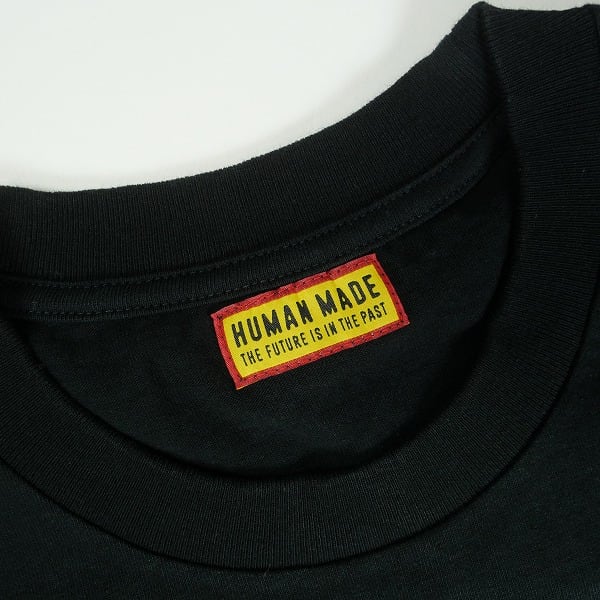 HUMAN MADE
THE FUTURE IS IN THE PAST